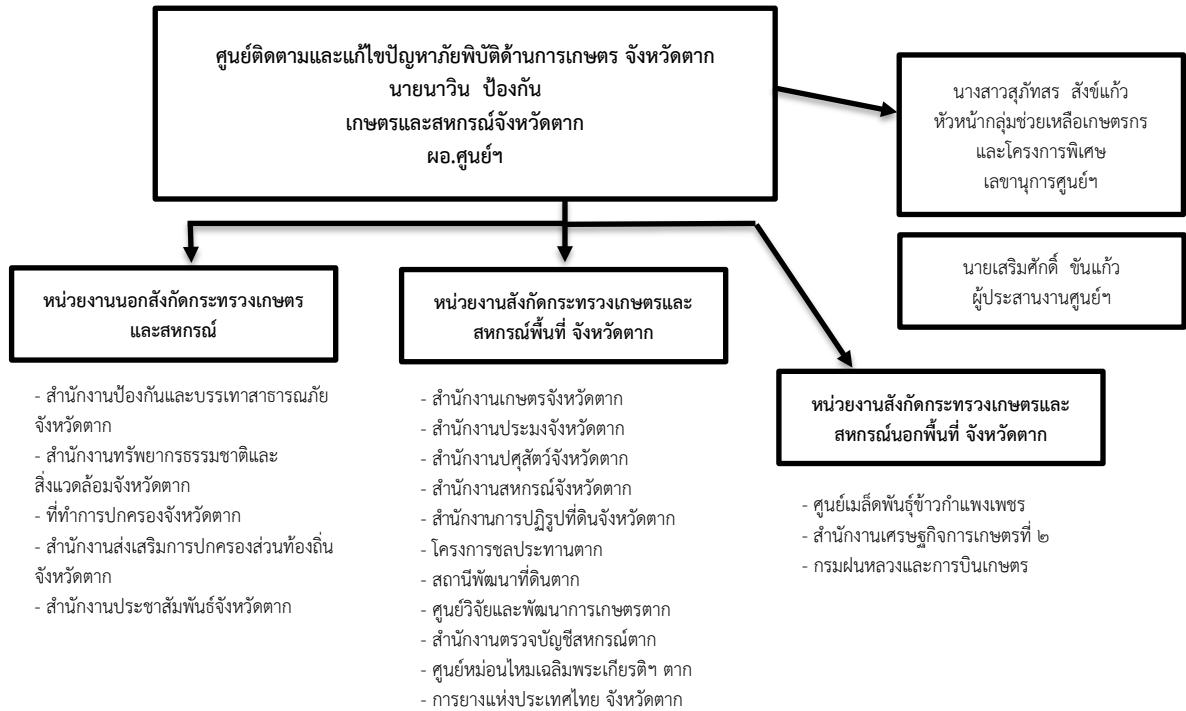 ศูนย์ติดตามและแก้ไขปัญหาภัยพิบัติด้านการเกษตร จังหวัดตาก
นายนาวิน ป้องกัน
เกษตรและสหกรณ์จังหวัดตาก
ผอ.ศูนย์ฯ
นางสาวสุภัทสร สังข์แก้ว
หัวหน้ากลุ่มช่วยเหลือเกษตรกร
และโครงการพิเศษ
เลขานุการศูนย์ฯ
นายเสริมศักดิ์ ขันแก้ว
ผู้ประสานงานศูนย์ฯ
หน่วยงานนอกสังกัดกระทรวงเกษตร
และสหกรณ์
- สำนักงานป้องกันและบรรเทาสาธารณภัย
จังหวัดตาก
- สำนักงานทรัพยากรธรรมชาติและ
สิ่งแวดล้อมจังหวัดตาก
- ที่ทำการปกครองจังหวัดตาก
- สำนักงานส่งเสริมการปกครองส่วนท้องถิ่น
จังหวัดตาก
- สำนักงานประชาสัมพันธ์จังหวัดตาก
หน่วยงานสังกัดกระทรวงเกษตรและ
สหกรณ์พื้นที่ จังหวัดตาก
- สำนักงานเกษตรจังหวัดตาก
- สำนักงานประมงจังหวัดตาก
- สำนักงานปศุสัตว์จังหวัดตาก
- สำนักงานสหกรณ์จังหวัดตาก
- สำนักงานการปฏิรูปที่ดินจังหวัดตาก
- โครงการชลประทานตาก
- สถานีพัฒนาที่ดินตาก
- ศูนย์วิจัยและพัฒนาการเกษตรตาก
- สำนักงานตรวจบัญชีสหกรณ์ตาก
- ศูนย์หม่อนไหมเฉลิมพระเกียรติฯ ตาก
- การยางแห่งประเทศไทย จังหวัดตาก
หน่วยงานสังกัดกระทรวงเกษตรและ
สหกรณ์นอกพื้นที่ จังหวัดตาก
- ศูนย์เมล็ดพันธุ์ข้าวกำแพงเพชร
- สำนักงานเศรษฐกิจการเกษตรที่ ๒
- กรมฝนหลวงและการบินเกษตร